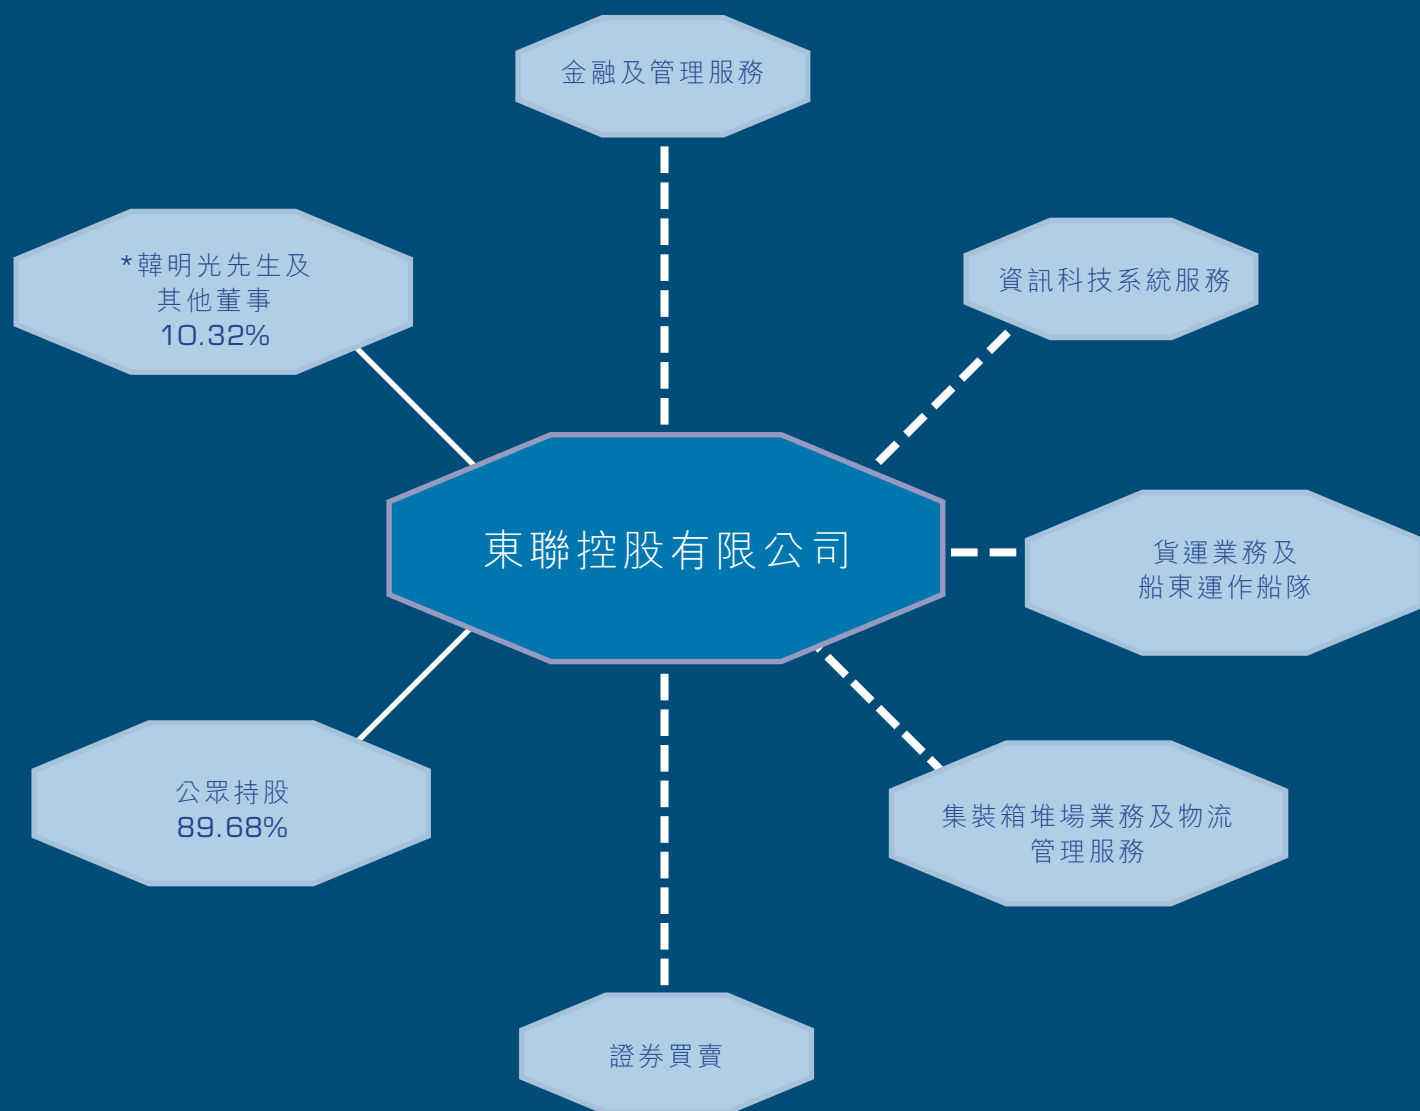 金融及管理服務
*韓明光先生及
其他董事
10.32%
資訊科技系統服務
東聯控股有限公司
貨運業務及
船東運作船隊
公眾持股
89.68%
集裝箱堆場業務及物流
管理服務
證券買賣